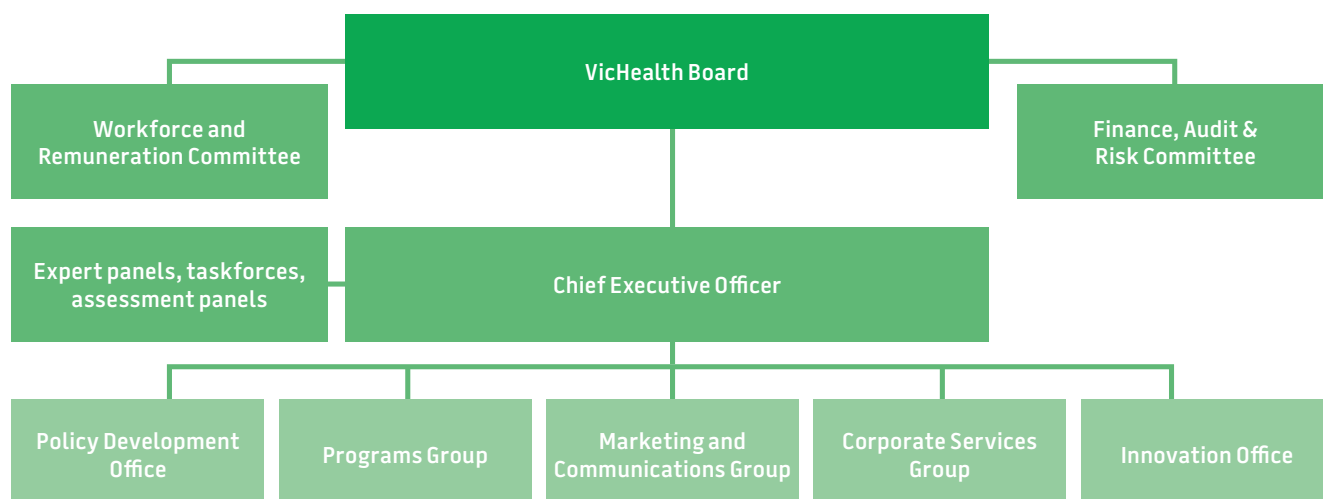 VicHealth Board
Workforce and
Remuneration Committee
Finance, Audit &
Risk Committee
Expert panels, taskforces,
assessment panels
Chief Executive Officer
Policy Development
Office
Programs Group
Marketing and
Communications Group
Corporate Services
Group
Innovation Office